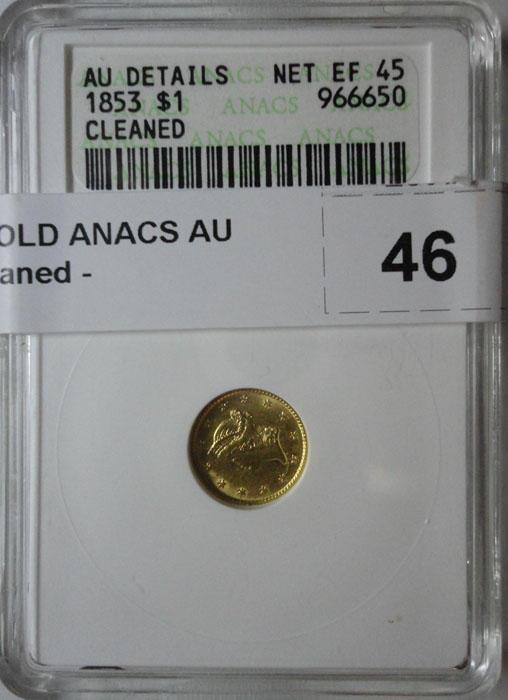 AU DETAILS NET EF 45
1853 $1 966650
CLEANED
OLD ANACS AU
aned -
46